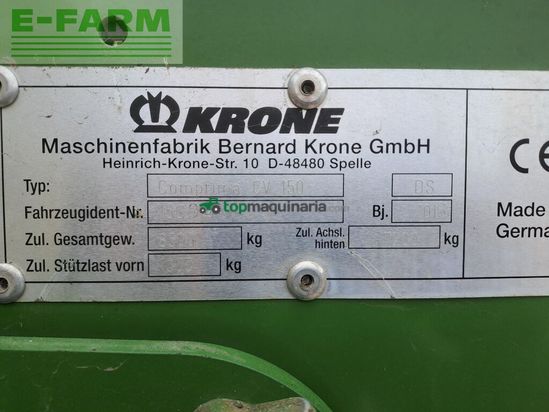 E-FARM
KRONE
Maschinenfabrik Bernard Krone GmbH
Heinrich-Krone-Str. 10 D-48480 Spelle
Typ: Comprima CV 150 DS
Fahrzeugident-Nr. Bj.
topmaquinaria.com
Zul. Gesamtgew. kg Zul. Achsl. hinten kg
Zul. Stützlast vorn kg
CE
Made
Germa